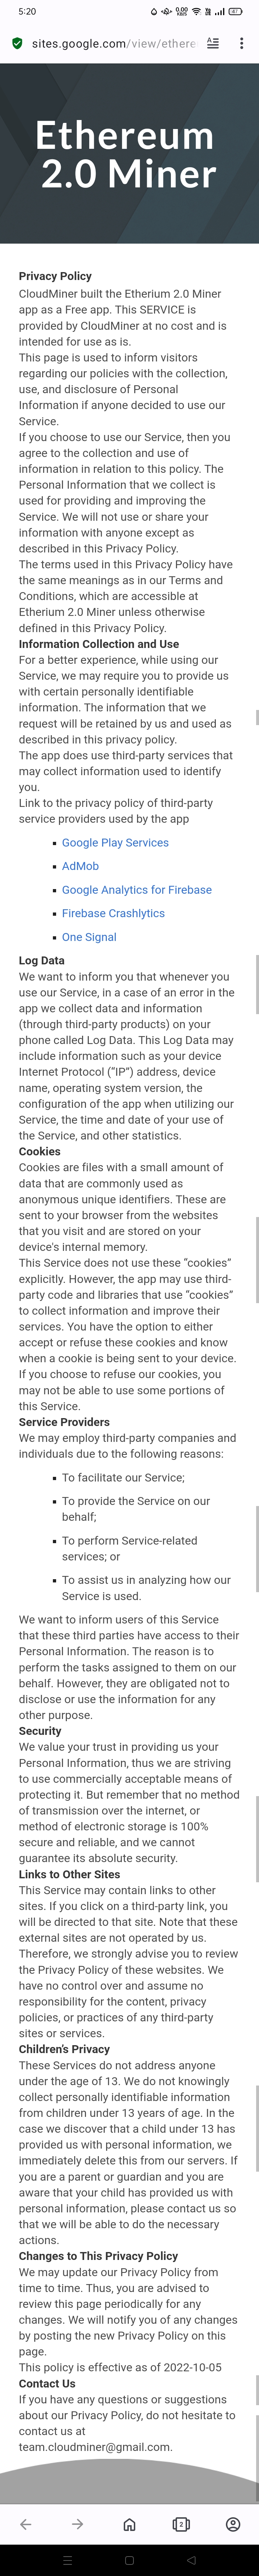 5:20
0.00
87
sites.google.com/view/ethere
Ethereum
2.0 Miner
Privacy Policy
CloudMiner built the Etherium 2.0 Miner
app as a Free app. This SERVICE is
provided by CloudMiner at no cost and is
intended for use as is.
This page is used to inform visitors
regarding our policies with the collection,
use, and disclosure of Personal
Information if anyone decided to use our
Service.
If you choose to use our Service, then you
agree to the collection and use of
information in relation to this policy. The
Personal Information that we collect is
used for providing and improving the
Service. We will not use or share your
information with anyone except as
described in this Privacy Policy.
The terms used in this Privacy Policy have
the same meanings as in our Terms and
Conditions, which are accessible at
Etherium 2.0 Miner unless otherwise
defined in this Privacy Policy.
Information Collection and Use
For a better experience, while using our
Service, we may require you to provide us
with certain personally identifiable
information. The information that we
request will be retained by us and used as
described in this privacy policy.
The app does use third-party services that
may collect information used to identify
you.
Link to the privacy policy of third-party
service providers used by the app
▪ Google Play Services
▪ AdMob
▪ Google Analytics for Firebase
▪ Firebase Crashlytics
▪ One Signal
Log Data
We want to inform you that whenever you
use our Service, in a case of an error in the
app we collect data and information
(through third-party products) on your
phone called Log Data. This Log Data may
include information such as your device
Internet Protocol (“IP”) address, device
name, operating system version, the
configuration of the app when utilizing our
Service, the time and date of your use of
the Service, and other statistics.
Cookies
Cookies are files with a small amount of
data that are commonly used as
anonymous unique identifiers. These are
sent to your browser from the websites
that you visit and are stored on your
device's internal memory.
This Service does not use these “cookies”
explicitly. However, the app may use third-
party code and libraries that use “cookies”
to collect information and improve their
services. You have the option to either
accept or refuse these cookies and know
when a cookie is being sent to your device.
If you choose to refuse our cookies, you
may not be able to use some portions of
this Service.
Service Providers
We may employ third-party companies and
individuals due to the following reasons:
▪ To facilitate our Service;
▪ To provide the Service on our
behalf;
▪ To perform Service-related
services; or
▪ To assist us in analyzing how our
Service is used.
We want to inform users of this Service
that these third parties have access to their
Personal Information. The reason is to
perform the tasks assigned to them on our
behalf. However, they are obligated not to
disclose or use the information for any
other purpose.
Security
We value your trust in providing us your
Personal Information, thus we are striving
to use commercially acceptable means of
protecting it. But remember that no method
of transmission over the internet, or
method of electronic storage is 100%
secure and reliable, and we cannot
guarantee its absolute security.
Links to Other Sites
This Service may contain links to other
sites. If you click on a third-party link, you
will be directed to that site. Note that these
external sites are not operated by us.
Therefore, we strongly advise you to review
the Privacy Policy of these websites. We
have no control over and assume no
responsibility for the content, privacy
policies, or practices of any third-party
sites or services.
Children’s Privacy
These Services do not address anyone
under the age of 13. We do not knowingly
collect personally identifiable information
from children under 13 years of age. In the
case we discover that a child under 13 has
provided us with personal information, we
immediately delete this from our servers. If
you are a parent or guardian and you are
aware that your child has provided us with
personal information, please contact us so
that we will be able to do the necessary
actions.
Changes to This Privacy Policy
We may update our Privacy Policy from
time to time. Thus, you are advised to
review this page periodically for any
changes. We will notify you of any changes
by posting the new Privacy Policy on this
page.
This policy is effective as of 2022-10-05
Contact Us
If you have any questions or suggestions
about our Privacy Policy, do not hesitate to
contact us at
team.cloudminer@gmail.com.
2